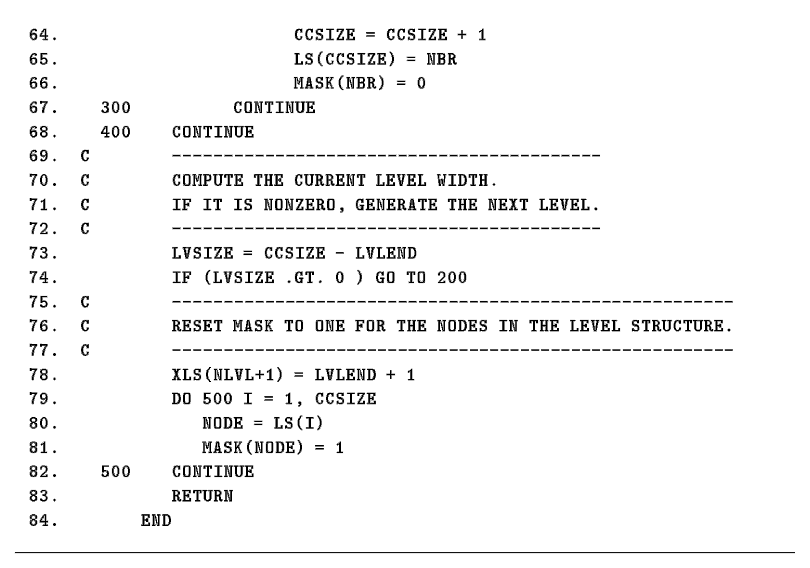 64.                          CCSIZE = CCSIZE + 1
65.                          LS(CCSIZE) = NBR
66.                          MASK(NBR) = 0
67.    300            CONTINUE
68.    400    CONTINUE
69.  C        -----------------------------------------
70.  C        COMPUTE THE CURRENT LEVEL WIDTH.
71.  C        IF IT IS NONZERO, GENERATE THE NEXT LEVEL.
72.  C        -----------------------------------------
73.           LVSIZE = CCSIZE - LVLEND
74.           IF (LVSIZE .GT. 0 ) GO TO 200
75.  C        ------------------------------------------------------
76.  C        RESET MASK TO ONE FOR THE NODES IN THE LEVEL STRUCTURE.
77.  C        ------------------------------------------------------
78.           XLS(NLVL+1) = LVLEND + 1
79.           DO 500 I = 1, CCSIZE
80.              NODE = LS(I)
81.              MASK(NODE) = 1
82.    500    CONTINUE
83.           RETURN
84.        END